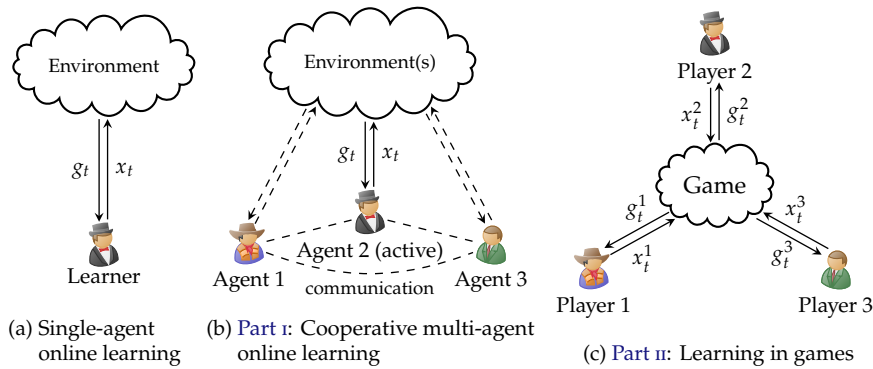 Environment
g_t
x_t
Learner
(a) Single-agent
online learning
Environment(s)
g_t
x_t
Agent 1
Agent 2 (active)
Agent 3
communication
(b) Part I: Cooperative multi-agent
online learning
Player 2
x_t^2
g_t^2
Game
g_t^1
x_t^1
x_t^3
g_t^3
Player 1
Player 3
(c) Part II: Learning in games